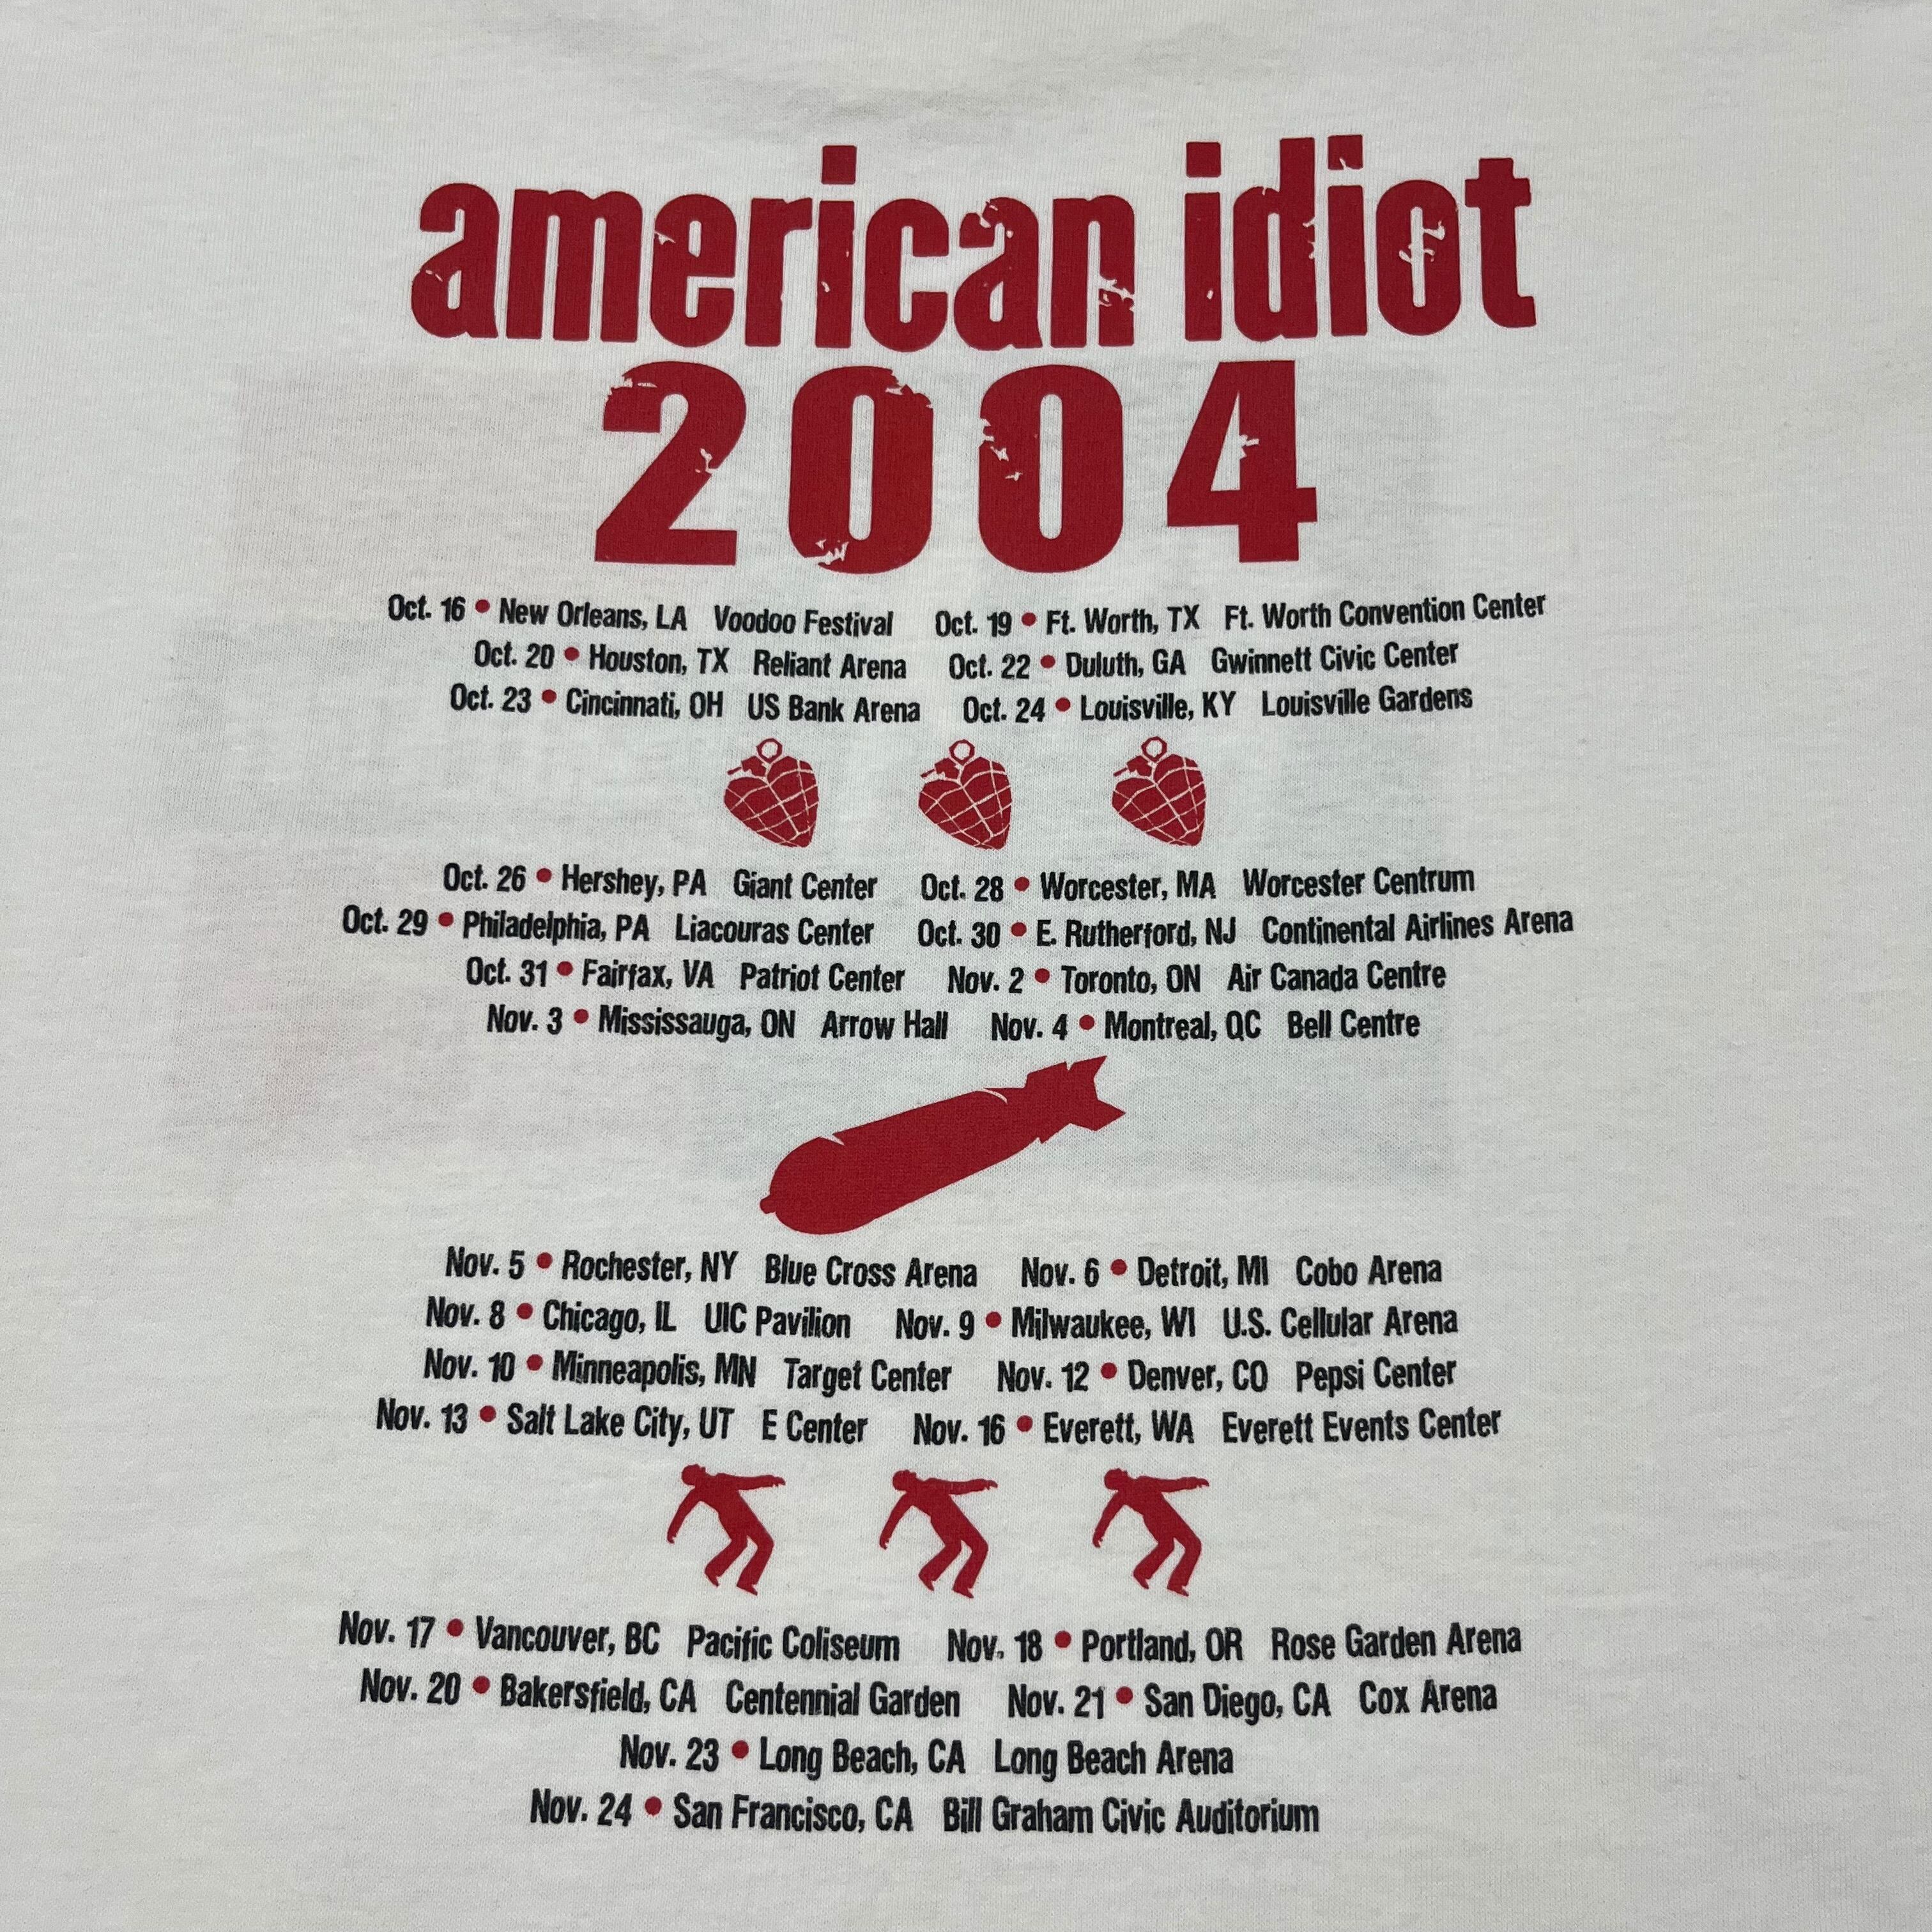 american idiot
2004
Oct. 16 • New Orleans, LA Voodoo Festival Oct. 19 • Ft. Worth, TX Ft. Worth Convention Center
Oct. 20 • Houston, TX Reliant Arena Oct. 22 • Duluth, GA Gwinnett Civic Center
Oct. 23 • Cincinnati, OH US Bank Arena Oct. 24 • Louisville, KY Louisville Gardens
Oct. 26 • Hershey, PA Giant Center Oct. 28 • Worcester, MA Worcester Centrum
Oct. 29 • Philadelphia, PA Liacouras Center Oct. 30 • E. Rutherford, NJ Continental Airlines Arena
Oct. 31 • Fairfax, VA Patriot Center Nov. 2 • Toronto, ON Air Canada Centre
Nov. 3 • Mississauga, ON Arrow Hall Nov. 4 • Montreal, QC Bell Centre
Nov. 5 • Rochester, NY Blue Cross Arena Nov. 6 • Detroit, MI Cobo Arena
Nov. 8 • Chicago, IL UIC Pavilion Nov. 9 • Milwaukee, WI U.S. Cellular Arena
Nov. 10 • Minneapolis, MN Target Center Nov. 12 • Denver, CO Pepsi Center
Nov. 13 • Salt Lake City, UT E Center Nov. 16 • Everett, WA Everett Events Center
Nov. 17 • Vancouver, BC Pacific Coliseum Nov. 18 • Portland, OR Rose Garden Arena
Nov. 20 • Bakersfield, CA Centennial Garden Nov. 21 • San Diego, CA Cox Arena
Nov. 23 • Long Beach, CA Long Beach Arena
Nov. 24 • San Francisco, CA Bill Graham Civic Auditorium